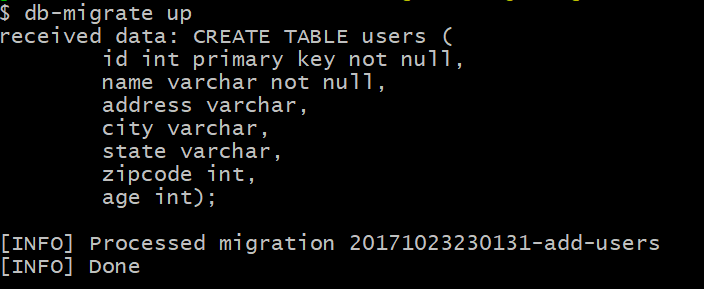 $ db-migrate up
received data: CREATE TABLE users (
        id int primary key not null,
        name varchar not null,
        address varchar,
        city varchar,
        state varchar,
        zipcode int,
        age int);

[INFO] Processed migration 20171023230131-add-users
[INFO] Done